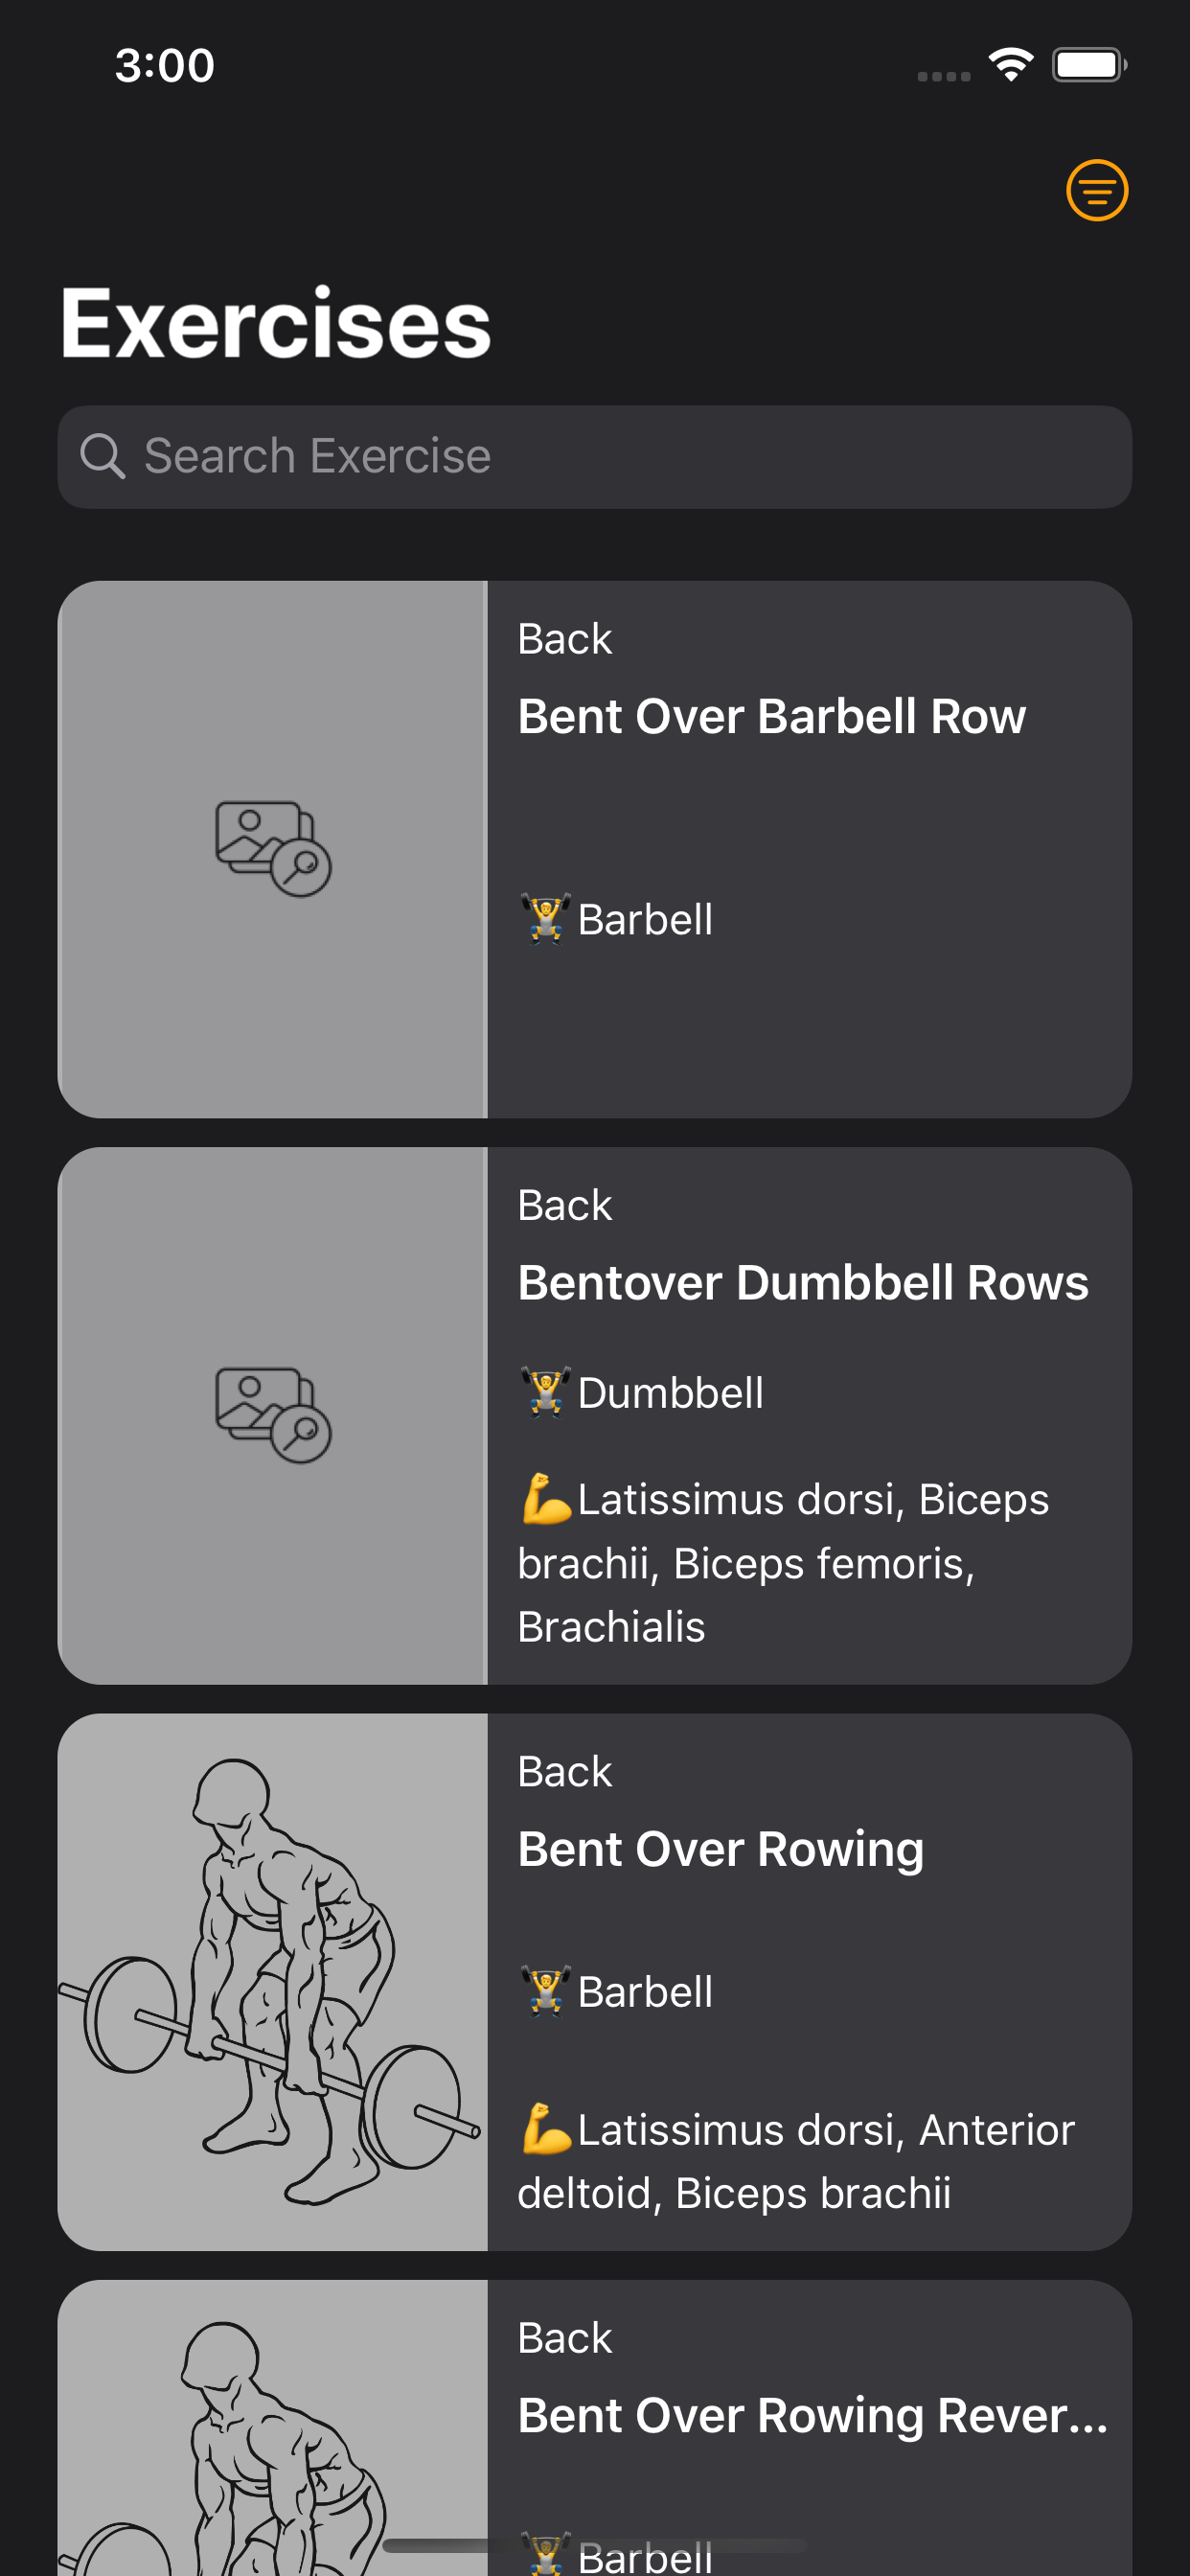 3:00
Exercises
Search Exercise
Back
Bent Over Barbell Row
🏋️Barbell
Back
Bentover Dumbbell Rows
🏋️Dumbbell
💪Latissimus dorsi, Biceps
brachii, Biceps femoris,
Brachialis
Back
Bent Over Rowing
🏋️Barbell
💪Latissimus dorsi, Anterior
deltoid, Biceps brachii
Back
Bent Over Rowing Rever...
🏋️Barbell